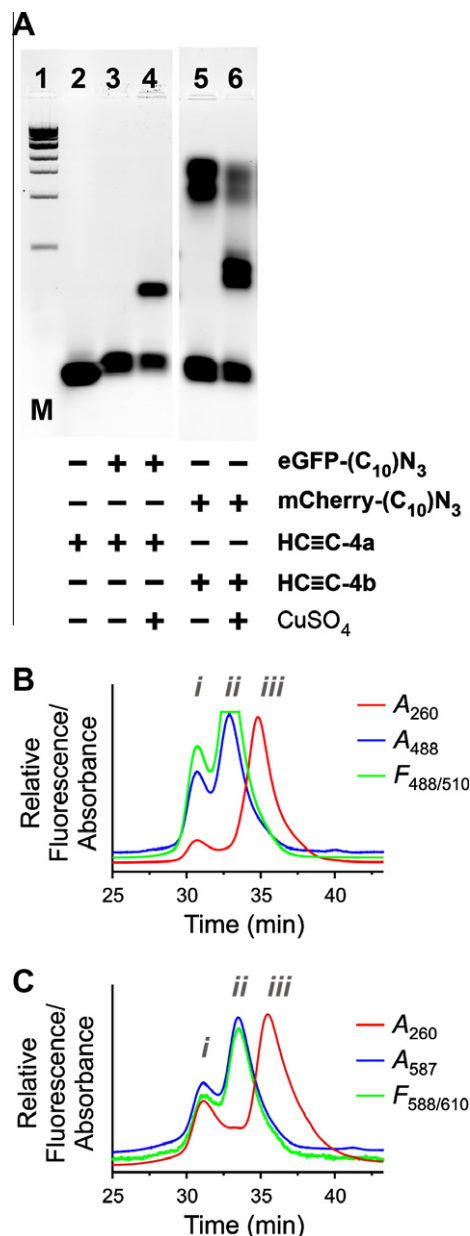 A
1 2 3 4 5 6
M
− + + − − eGFP-(C₁₀)N₃
− − − + + mCherry-(C₁₀)N₃
+ + + − − HC≡C-4a
− − − + + HC≡C-4b
− − + − + CuSO₄
B
i ii iii
A₂₆₀
A₄₈₈
F₄₈₈/₅₁₀
Relative
Fluorescence/
Absorbance
25 30 35 40
Time (min)
C
i ii iii
A₂₆₀
A₅₈₇
F₅₈₈/₆₁₀
Relative
Fluorescence/
Absorbance
25 30 35 40
Time (min)